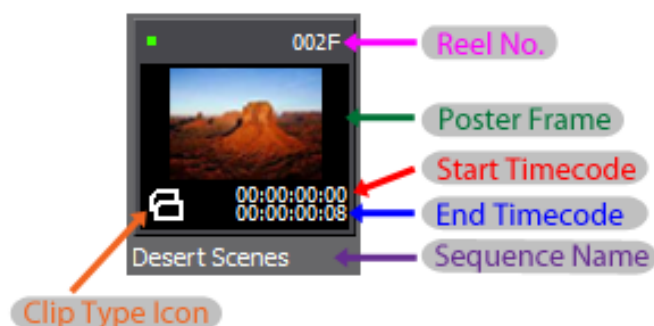 002F
Reel No.
Poster Frame
Start Timecode
00:00:00:00
00:00:00:08
End Timecode
Desert Scenes
Sequence Name
Clip Type Icon